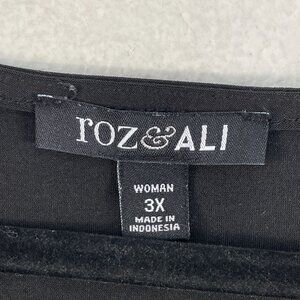 roz&ALI
WOMAN
3X
MADE IN
INDONESIA